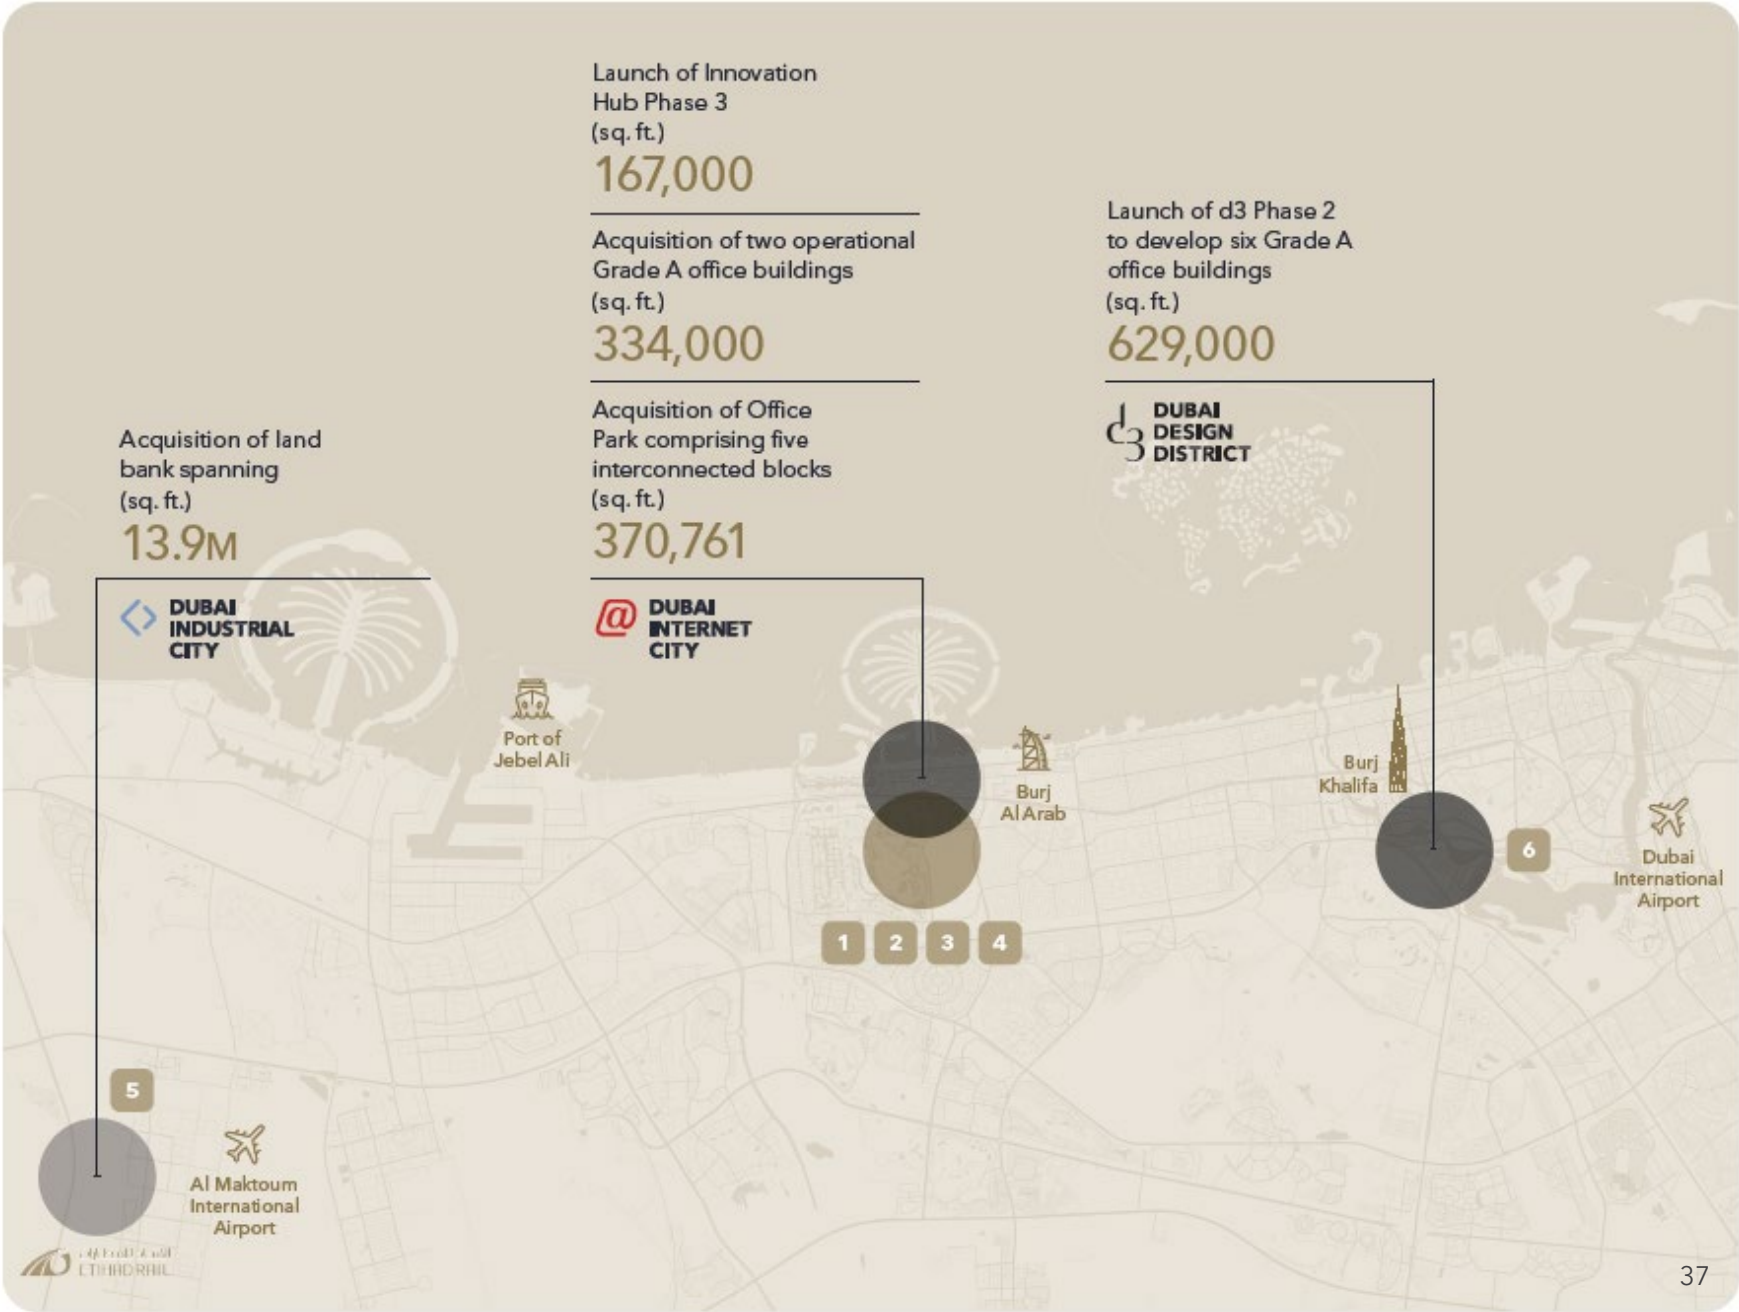 Launch of Innovation
Hub Phase 3
(sq. ft.)
167,000
Acquisition of two operational
Grade A office buildings
(sq. ft.)
334,000
Acquisition of Office
Park comprising five
interconnected blocks
(sq. ft.)
370,761
@ DUBAI
INTERNET
CITY
Launch of d3 Phase 2
to develop six Grade A
office buildings
(sq. ft.)
629,000
d3 DUBAI
DESIGN
DISTRICT
Acquisition of land
bank spanning
(sq. ft.)
13.9M
DUBAI
INDUSTRIAL
CITY
Port of
Jebel Ali
Burj
Al Arab
Burj
Khalifa
6
Dubai
International
Airport
1 2 3 4
5
Al Maktoum
International
Airport
ETIHAD RAIL
37